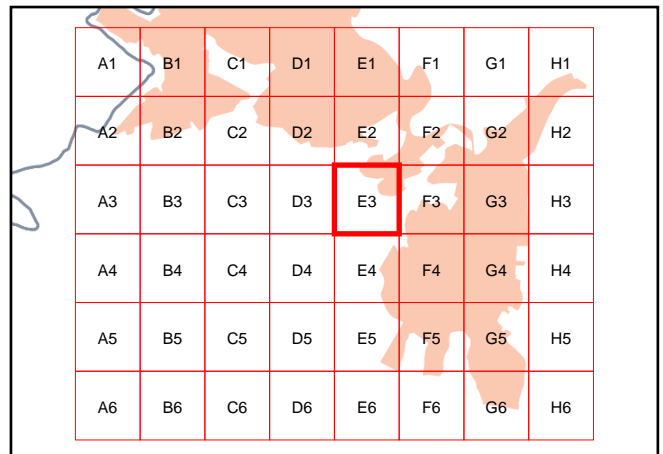 A1 B1 C1 D1 E1 F1 G1 H1
A2 B2 C2 D2 E2 F2 G2 H2
A3 B3 C3 D3 E3 F3 G3 H3
A4 B4 C4 D4 E4 F4 G4 H4
A5 B5 C5 D5 E5 F5 G5 H5
A6 B6 C6 D6 E6 F6 G6 H6